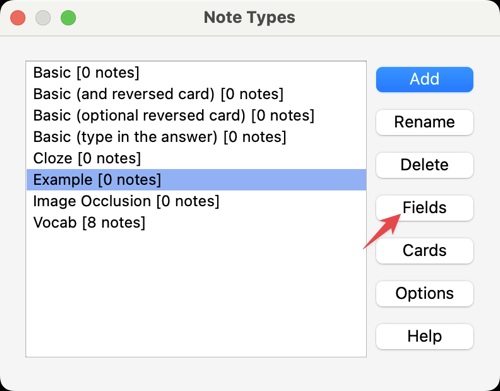 Note Types
Basic [0 notes]
Basic (and reversed card) [0 notes]
Basic (optional reversed card) [0 notes]
Basic (type in the answer) [0 notes]
Cloze [0 notes]
Example [0 notes]
Image Occlusion [0 notes]
Vocab [8 notes]
Add
Rename
Delete
Fields
Cards
Options
Help